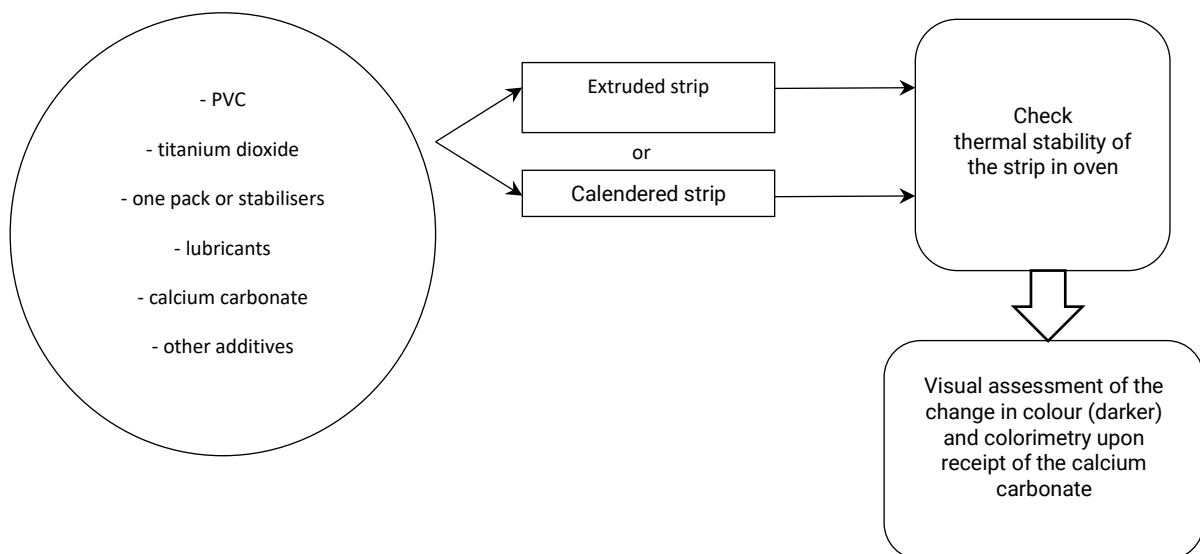 - PVC
- titanium dioxide
- one pack or stabilisers
- lubricants
- calcium carbonate
- other additives
Extruded strip
or
Calendered strip
Check
thermal stability of
the strip in oven
Visual assessment of the
change in colour (darker)
and colorimetry upon
receipt of the calcium
carbonate